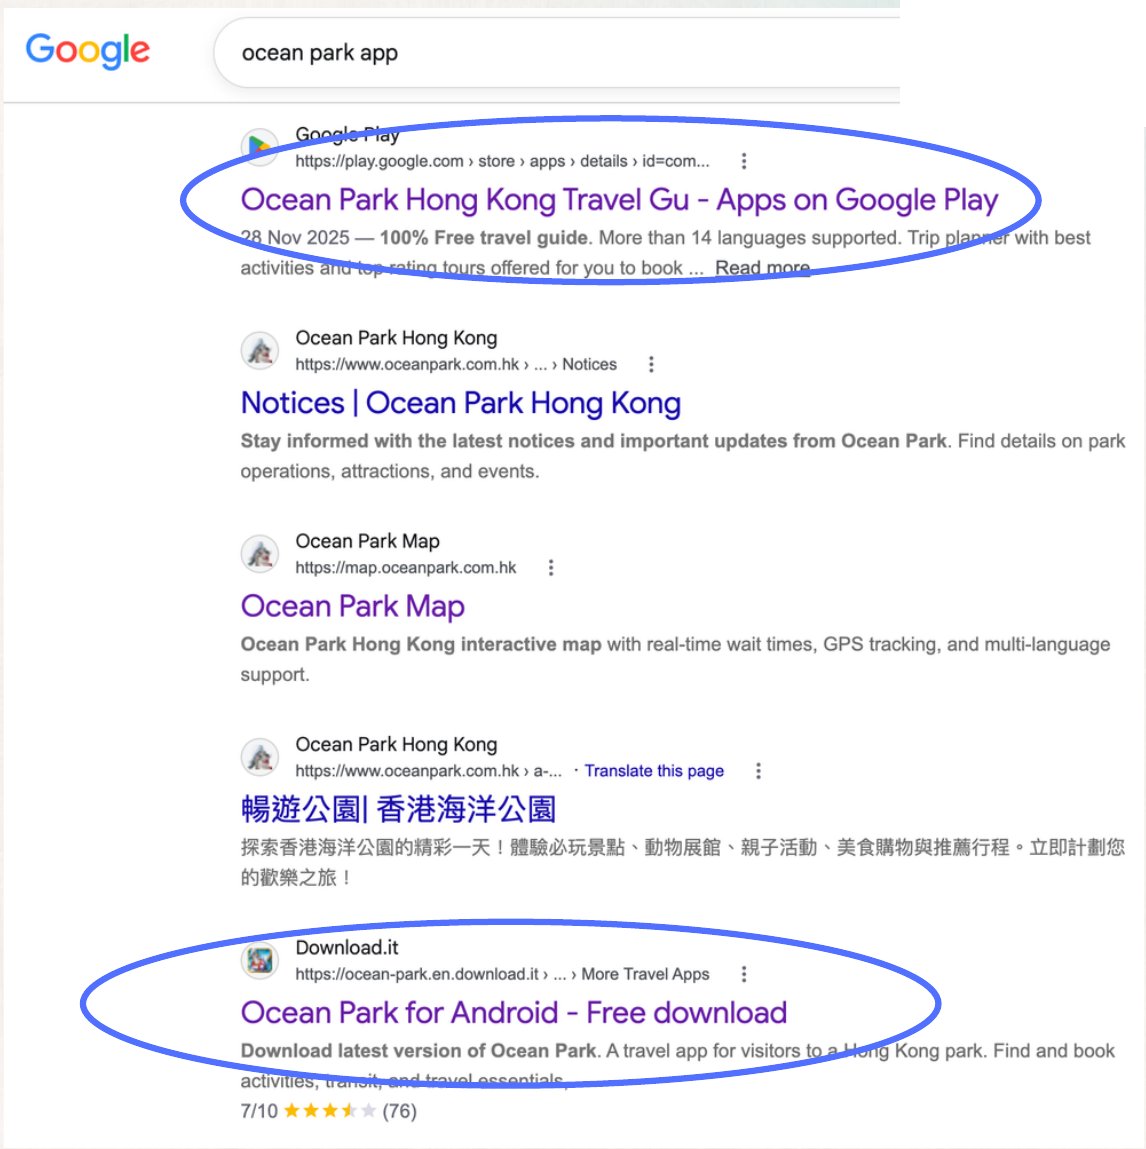 Google
ocean park app
Google Play
https://play.google.com › store › apps › details › id=com...
Ocean Park Hong Kong Travel Gu - Apps on Google Play
28 Nov 2025 — 100% Free travel guide. More than 14 languages supported. Trip planner with best
activities and top rating tours offered for you to book ... Read more
Ocean Park Hong Kong
https://www.oceanpark.com.hk › ... › Notices
Notices | Ocean Park Hong Kong
Stay informed with the latest notices and important updates from Ocean Park. Find details on park
operations, attractions, and events.
Ocean Park Map
https://map.oceanpark.com.hk
Ocean Park Map
Ocean Park Hong Kong interactive map with real-time wait times, GPS tracking, and multi-language
support.
Ocean Park Hong Kong
https://www.oceanpark.com.hk › a-... · Translate this page
暢遊公園| 香港海洋公園
探索香港海洋公園的精彩一天！體驗必玩景點、動物展館、親子活動、美食購物與推薦行程。立即計劃您
的歡樂之旅！
Download.it
https://ocean-park.en.download.it › ... › More Travel Apps
Ocean Park for Android - Free download
Download latest version of Ocean Park. A travel app for visitors to a Hong Kong park. Find and book
activities, transit, and travel essentials,
7/10 (76)